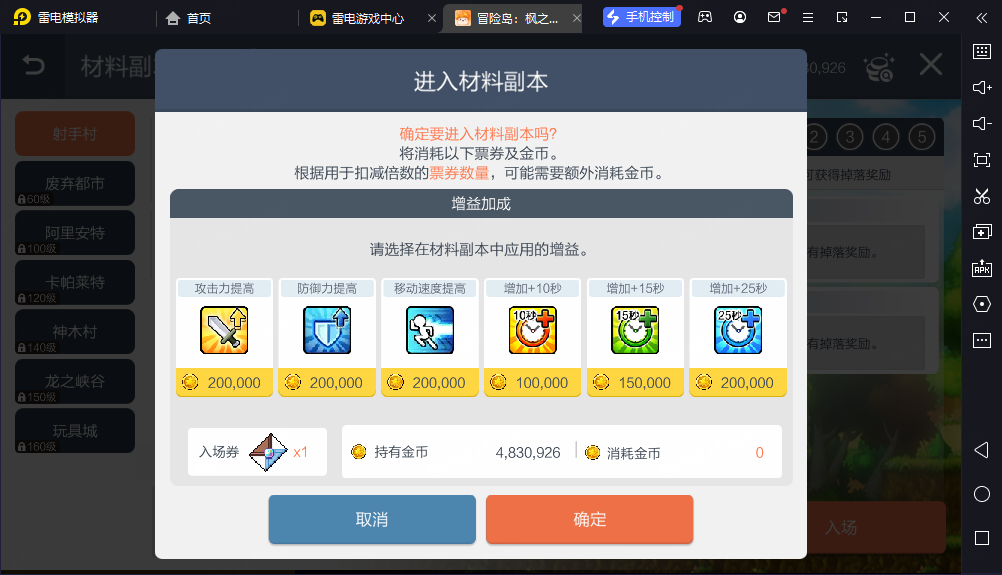 雷电模拟器
首页
雷电游戏中心
冒险岛：枫之...
手机控制
材料副
30,926
进入材料副本
确定要进入材料副本吗?
将消耗以下票券及金币。
根据用于扣减倍数的票券数量，可能需要额外消耗金币。
增益加成
请选择在材料副本中应用的增益。
攻击力提高
防御力提高
移动速度提高
增加+10秒
增加+15秒
增加+25秒
10秒
15秒
25秒
200,000
200,000
200,000
100,000
150,000
200,000
入场券
x1
持有金币
4,830,926
消耗金币
0
取消
确定
射手村
废弃都市
60级
阿里安特
100级
卡帕莱特
120级
神木村
140级
龙之峡谷
150级
玩具城
160级
2
3
4
5
可获得掉落奖励
有掉落奖励。
有掉落奖励。
入场
APK